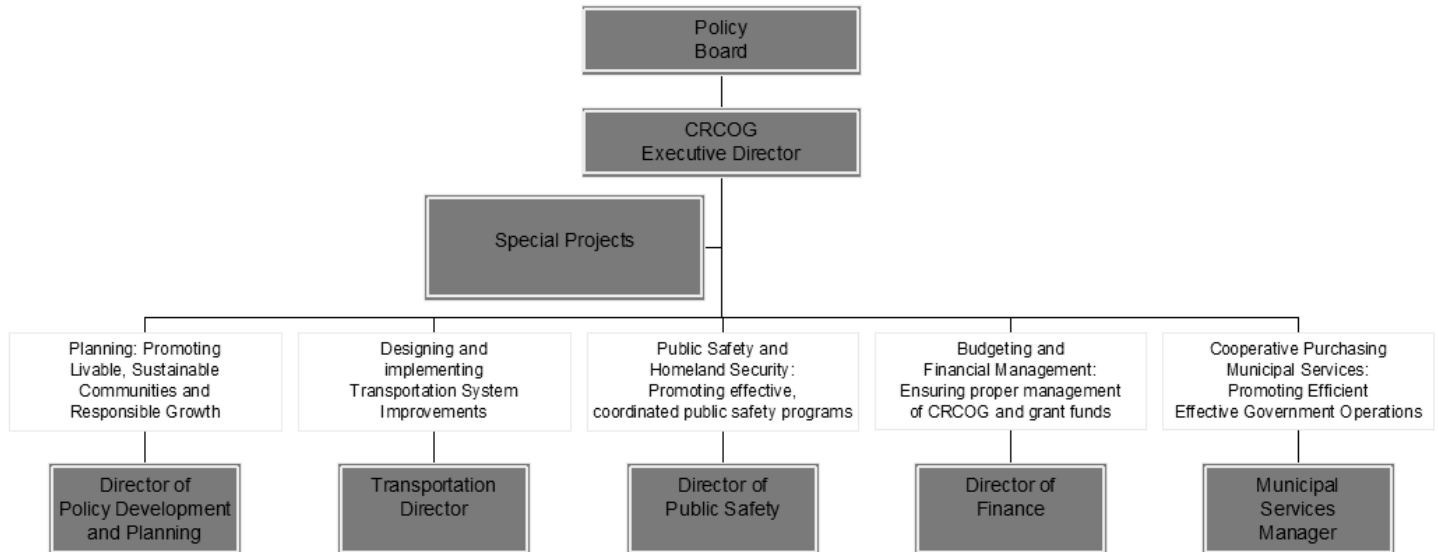 Policy
Board
CRCOG
Executive Director
Special Projects
Planning: Promoting
Livable, Sustainable
Communities and
Responsible Growth
Designing and
implementing
Transportation System
Improvements
Public Safety and
Homeland Security:
Promoting effective,
coordinated public safety programs
Budgeting and
Financial Management:
Ensuring proper management
of CRCOG and grant funds
Cooperative Purchasing
Municipal Services:
Promoting Efficient
Effective Government Operations
Director of
Policy Development
and Planning
Transportation
Director
Director of
Public Safety
Director of
Finance
Municipal
Services
Manager